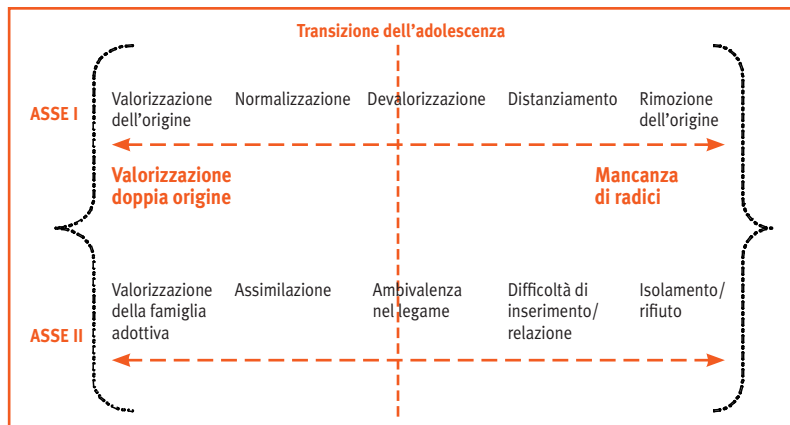 Transizione dell'adolescenza
ASSE I
Valorizzazione
dell'origine
Normalizzazione
Devalorizzazione
Distanziamento
Rimozione
dell'origine
Valorizzazione
doppia origine
Mancanza
di radici
ASSE II
Valorizzazione
della famiglia
adottiva
Assimilazione
Ambivalenza
nel legame
Difficoltà di
inserimento/
relazione
Isolamento/
rifiuto